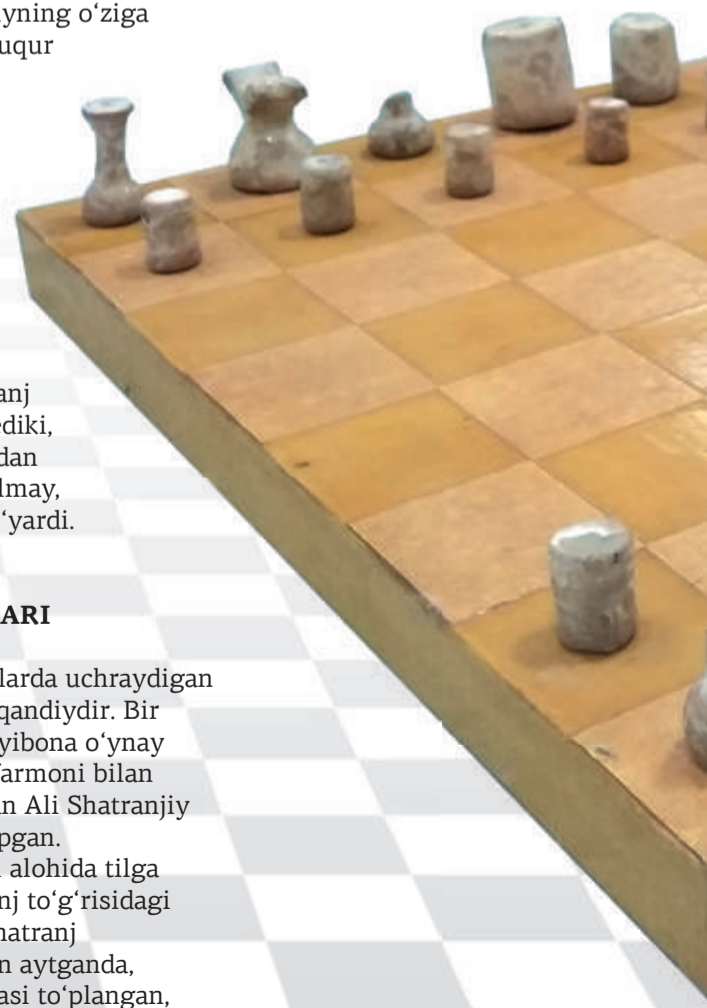 yning o‘ziga
uqur
anj
ediki,
dan
lmay,
‘yardi.
ARI
larda uchraydigan
qandiydir. Bir
yibona o‘ynay
farmoni bilan
n Ali Shatranjiy
pgan.
alohida tilga
nj to‘g‘risidagi
hatranj
n aytganda,
asi to‘plangan,